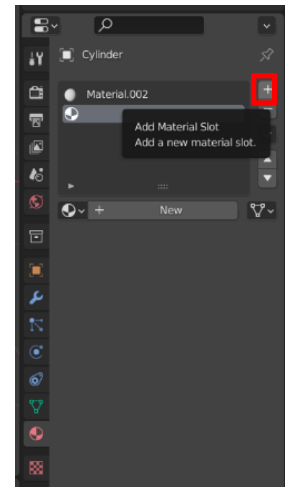 Cylinder
Material.002
Add Material Slot
Add a new material slot.
New